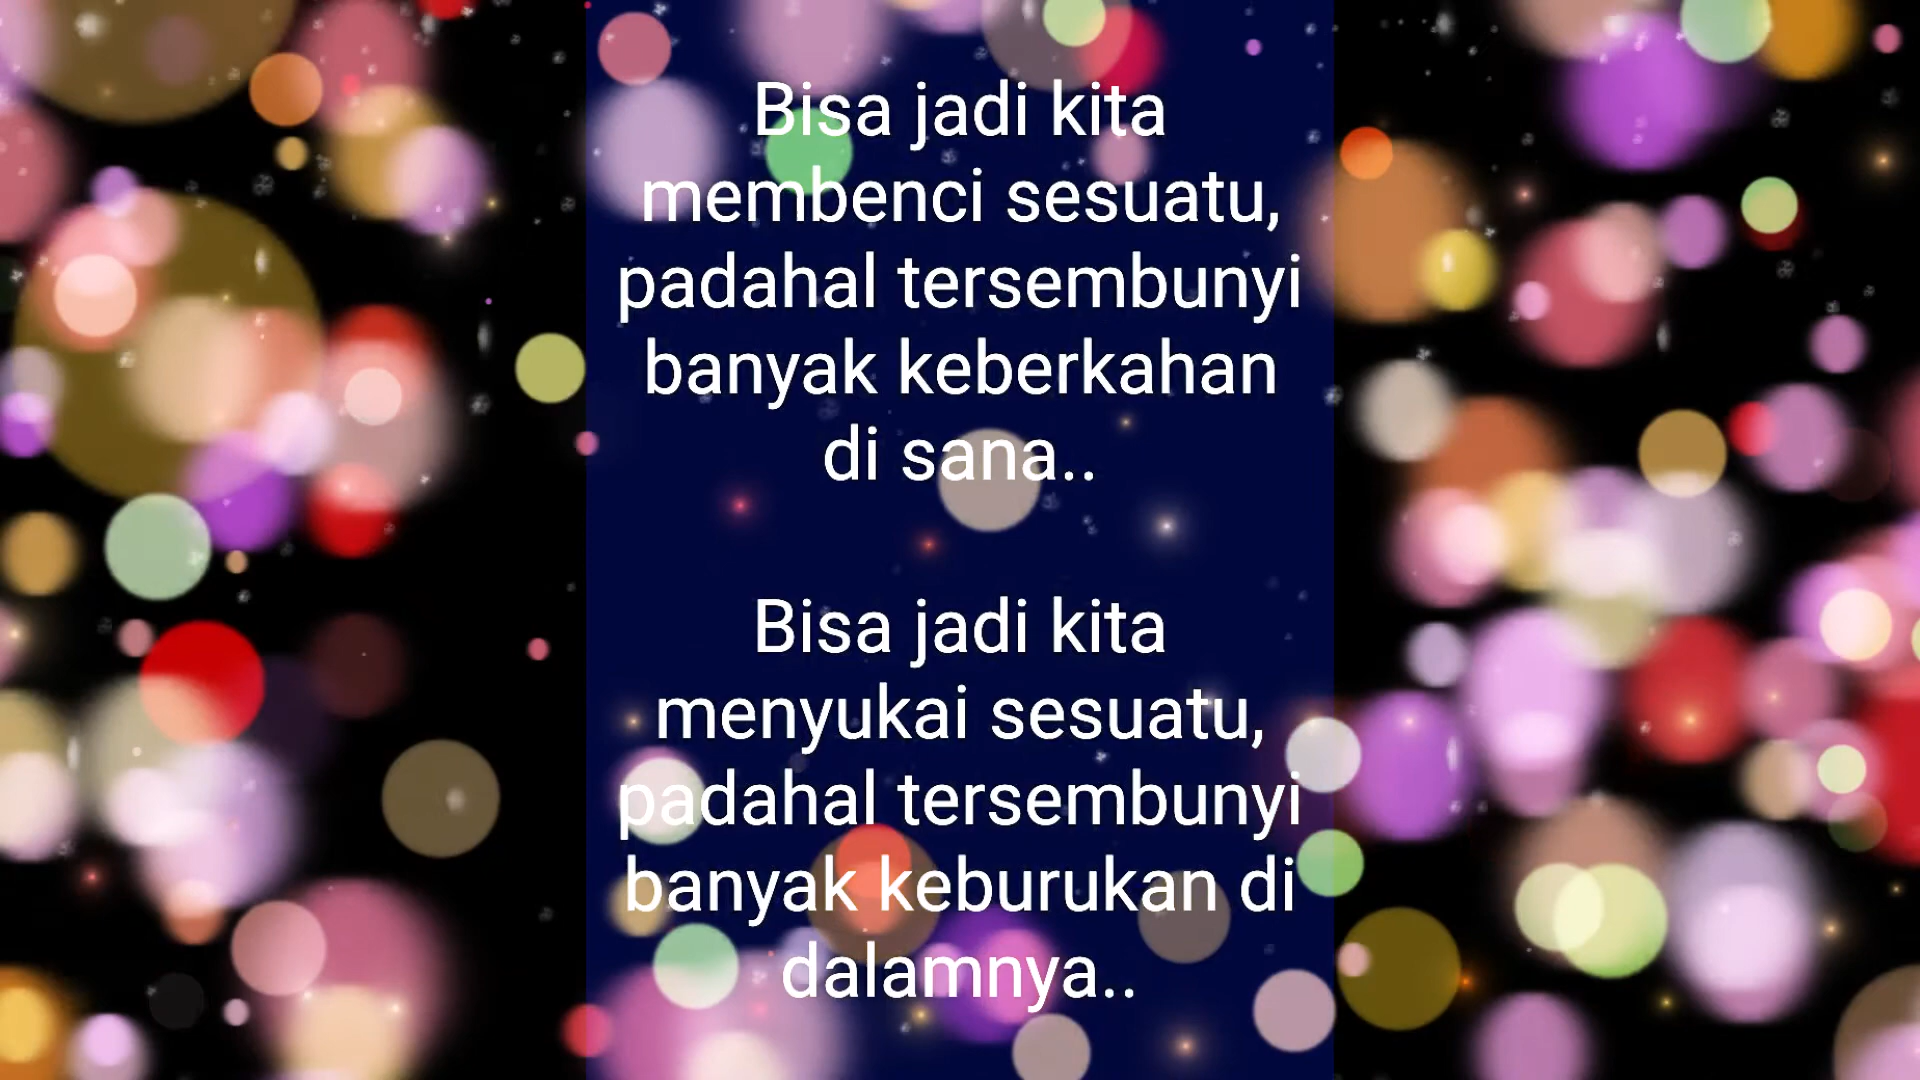 Bisa jadi kita
membenci sesuatu,
padahal tersembunyi
banyak keberkahan
di sana..
Bisa jadi kita
menyukai sesuatu,
padahal tersembunyi
banyak keburukan di
dalamnya..